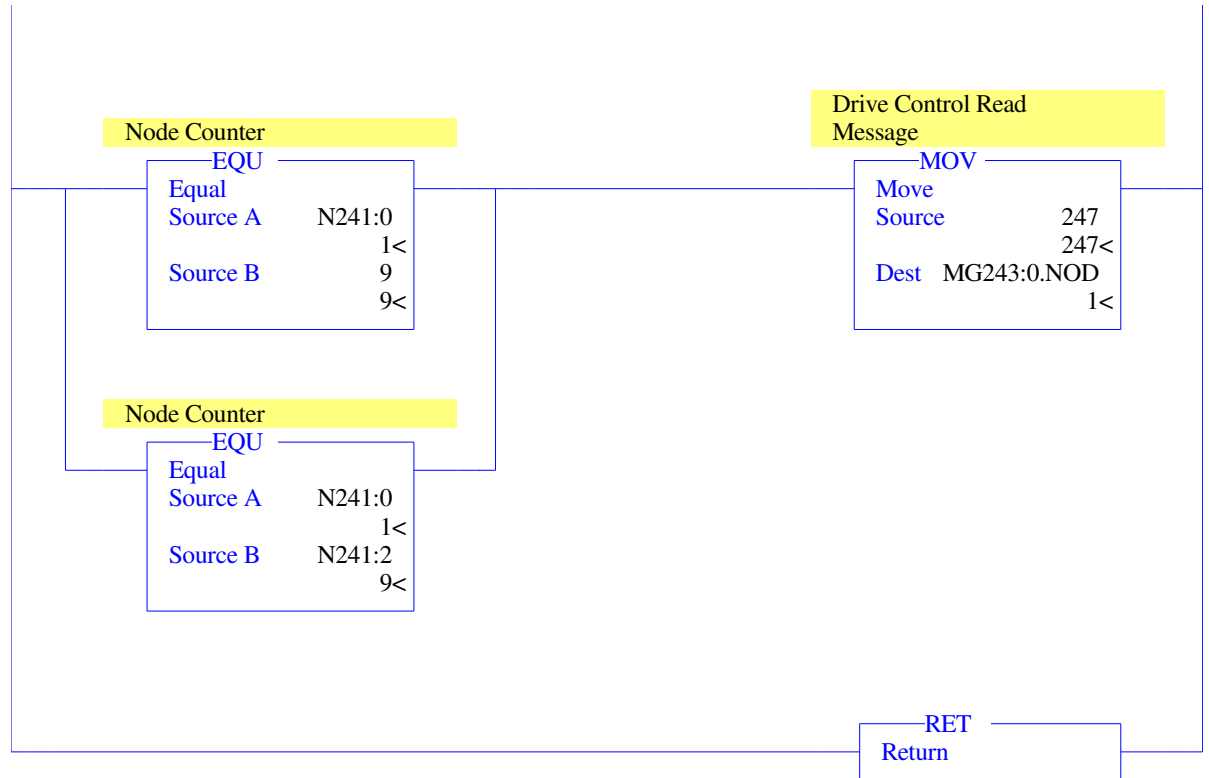 Drive Control Read
Message
Node Counter
EQU
Equal
Source A N241:0
1<
Source B 9
9<
MOV
Move
Source 247
247<
Dest MG243:0.NOD
1<
Node Counter
EQU
Equal
Source A N241:0
1<
Source B N241:2
9<
RET
Return